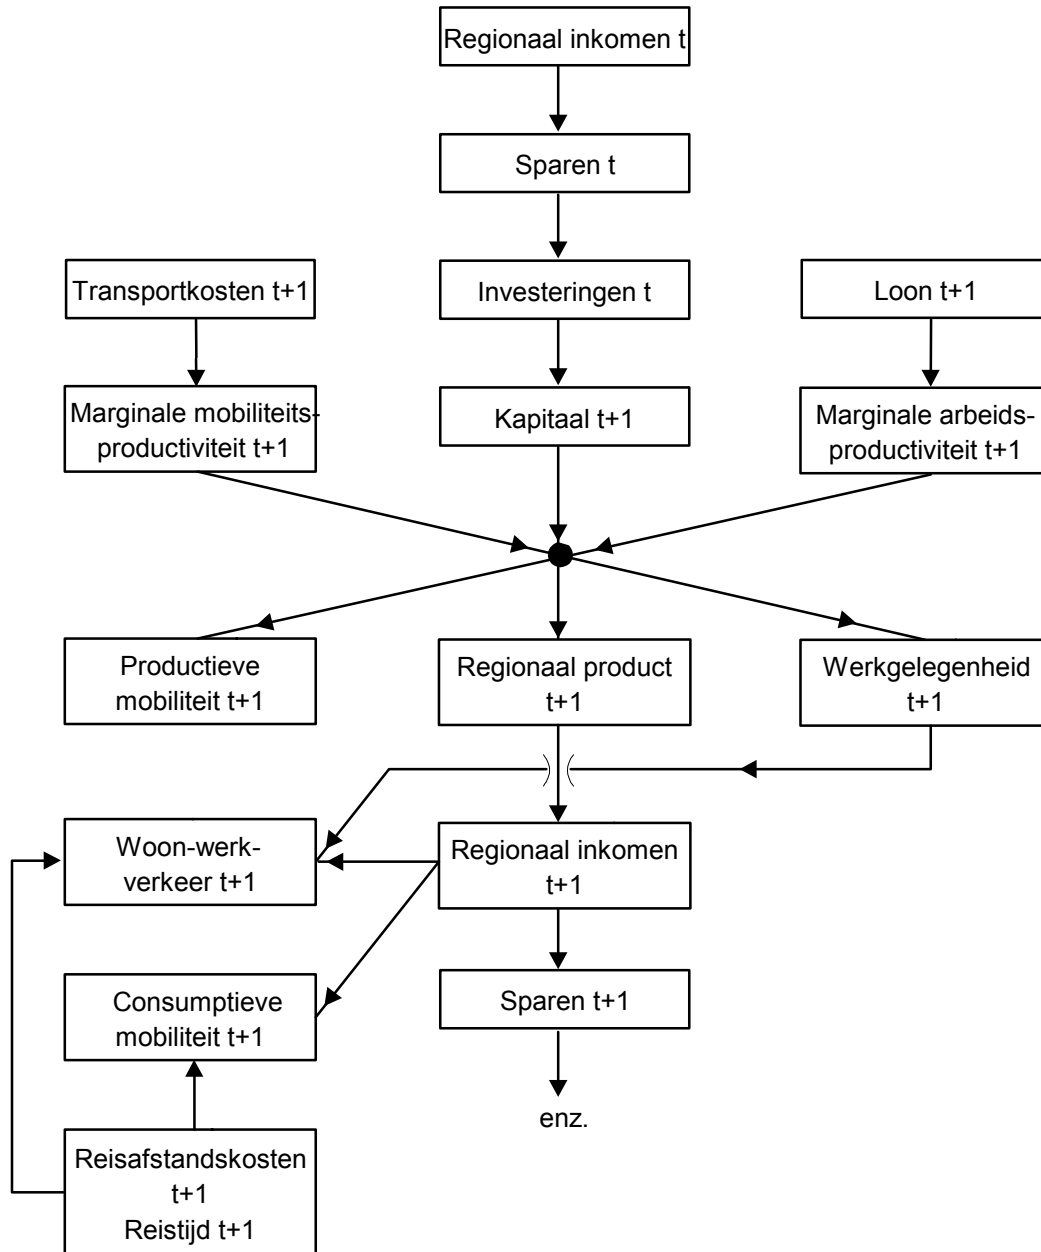 Regionaal inkomen t
Sparen t
Transportkosten t+1
Investeringen t
Loon t+1
Marginale mobiliteits-
productiviteit t+1
Kapitaal t+1
Marginale arbeids-
productiviteit t+1
Productieve
mobiliteit t+1
Regionaal product
t+1
Werkgelegenheid
t+1
Woon-werk-
verkeer t+1
Regionaal inkomen
t+1
Consumptieve
mobiliteit t+1
Sparen t+1
enz.
Reisafstandskosten
t+1
Reistijd t+1